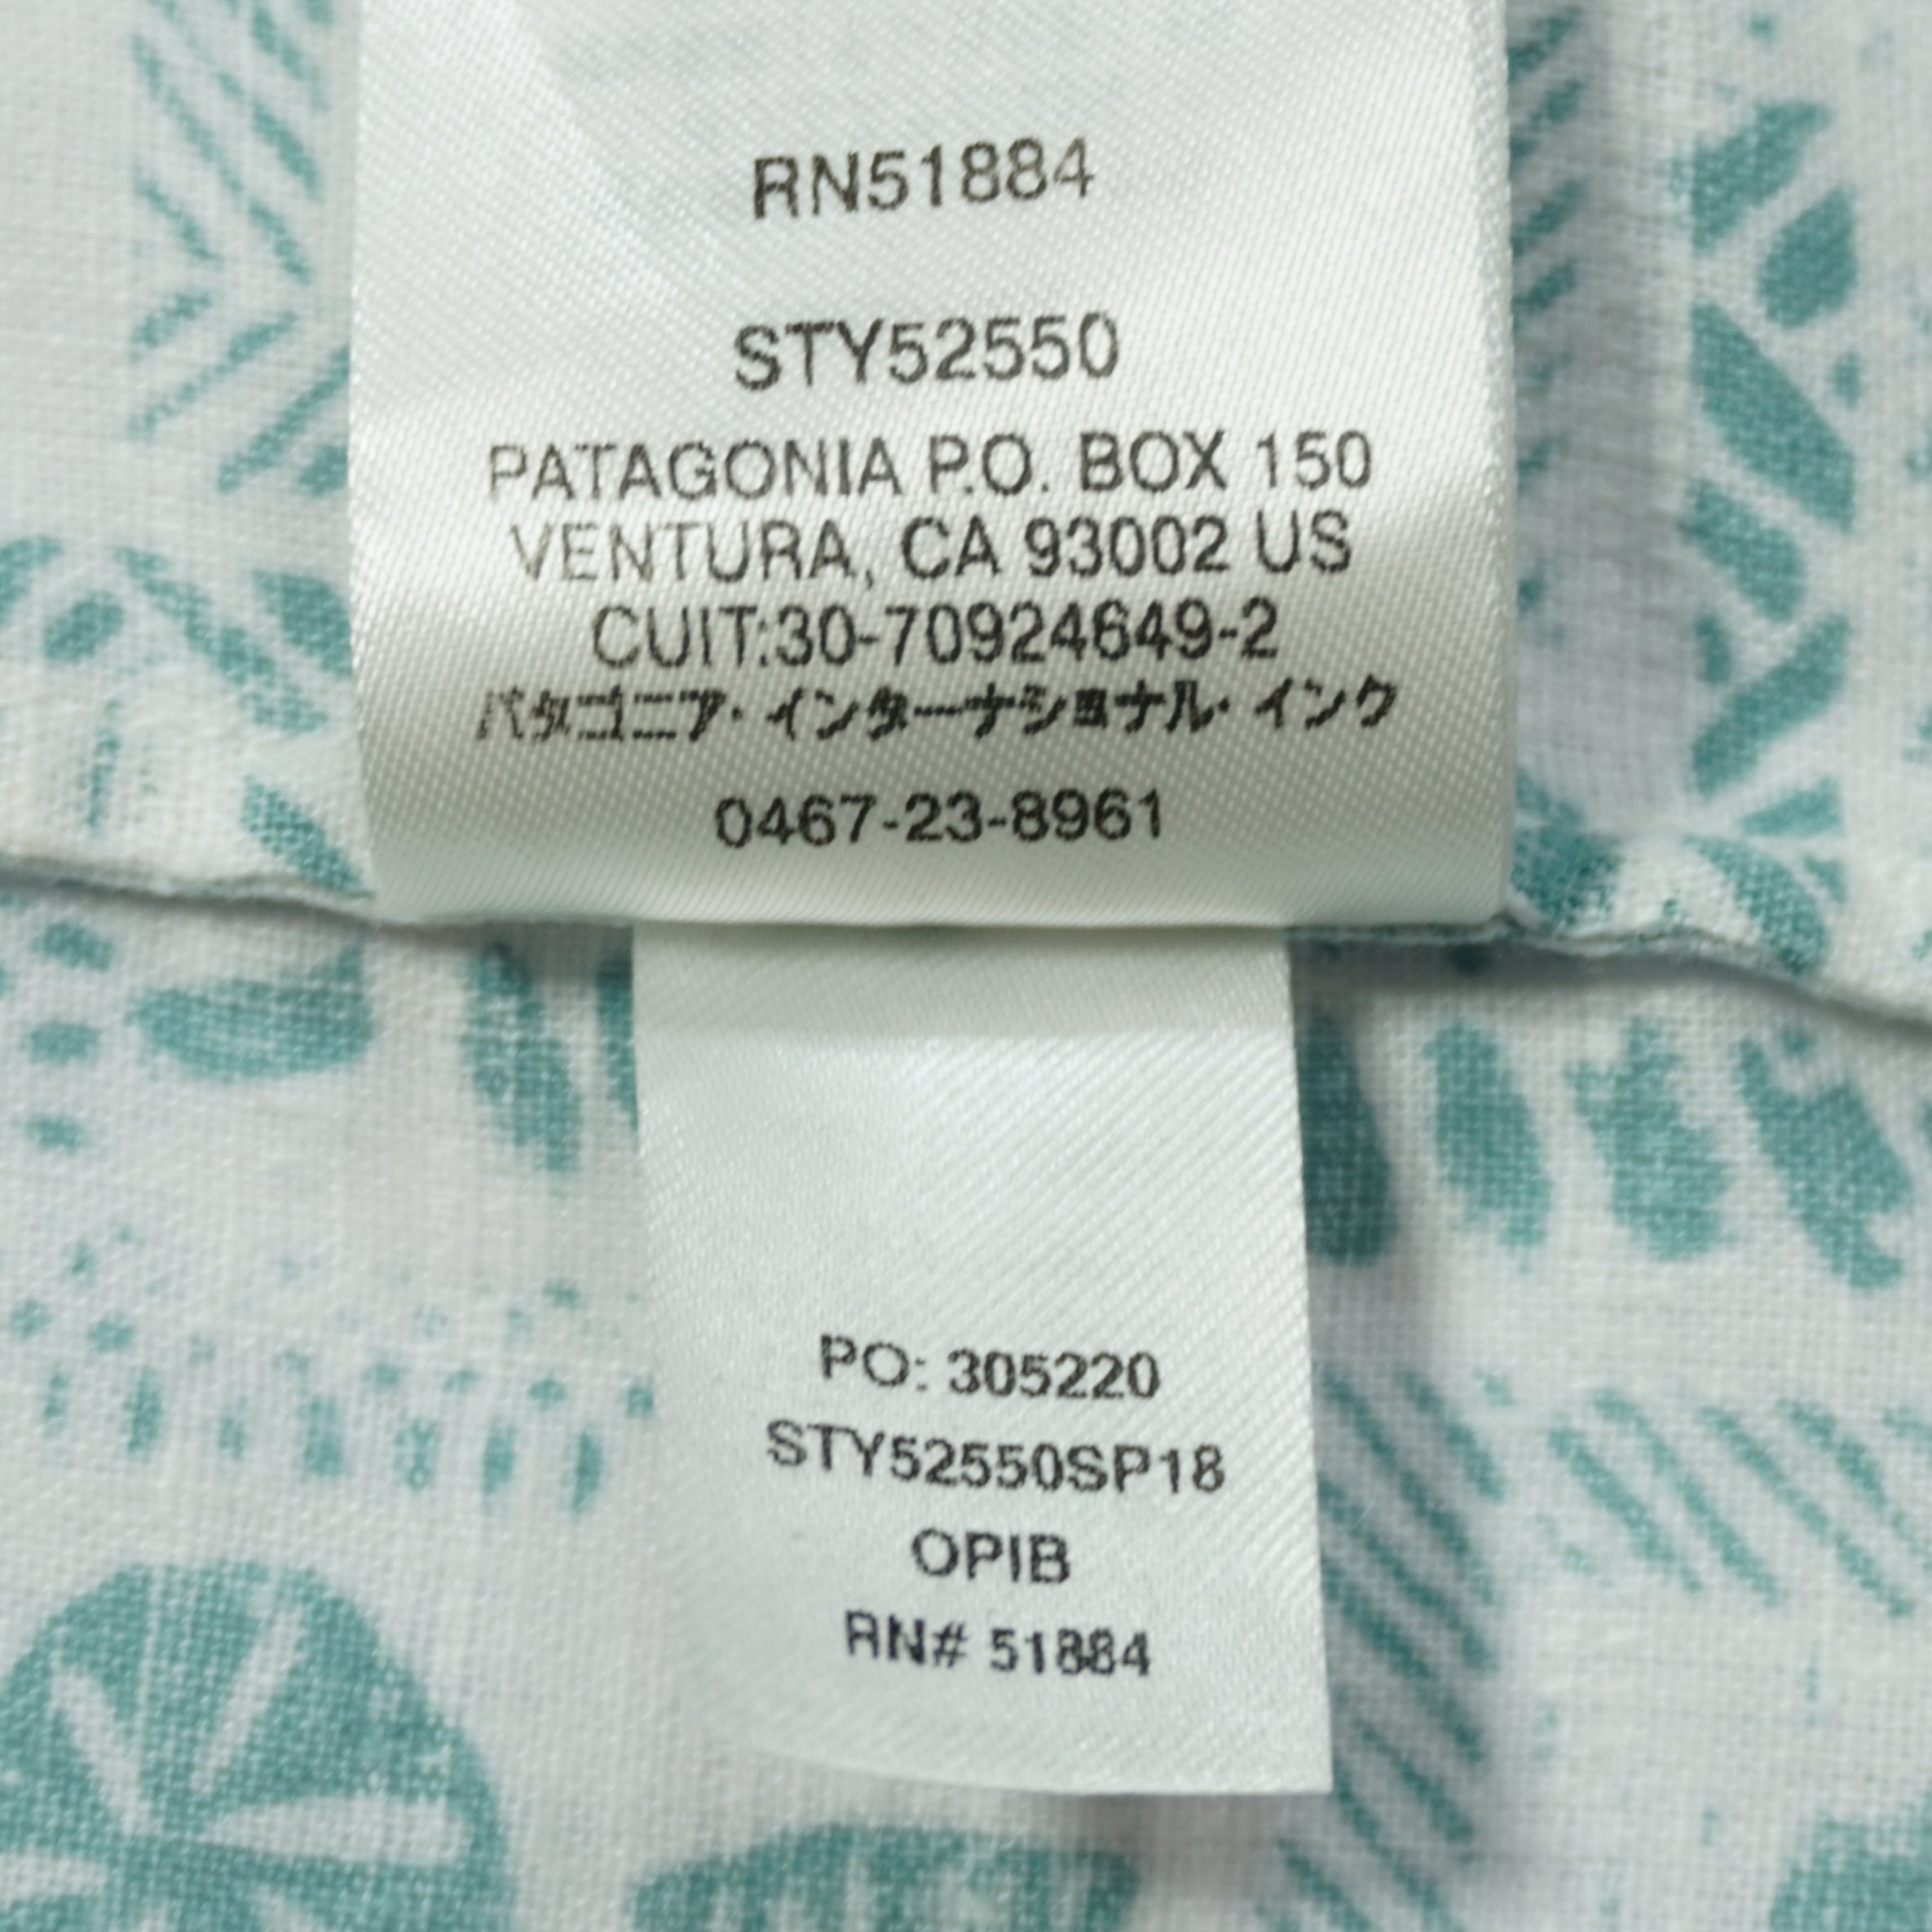 RN51884
STY52550
PATAGONIA P.O. BOX 150
VENTURA, CA 93002 US
CUIT:30-70924649-2
パタゴニア・インターナショナル・インク
0467-23-8961
PO: 305220
STY52550SP18
OPIB
RN# 51884